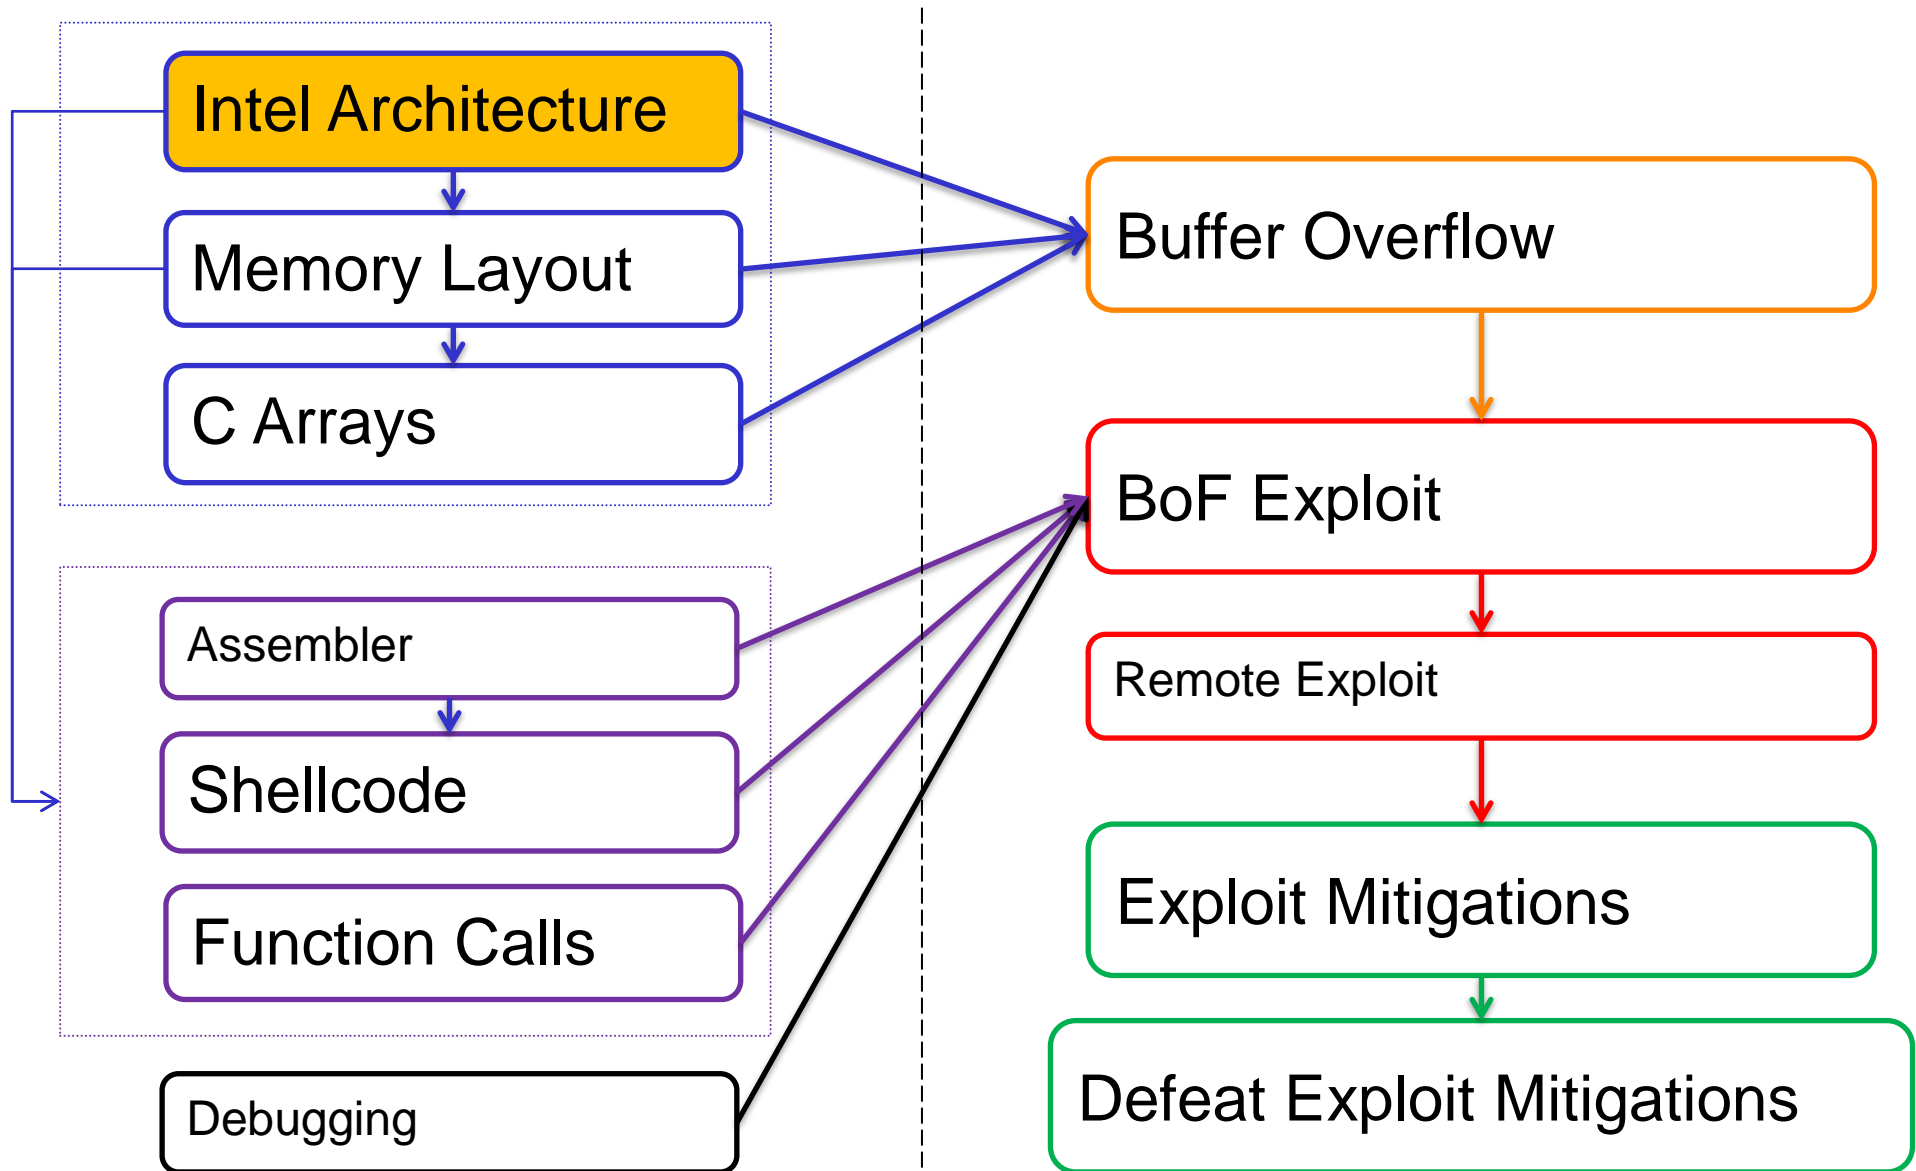 Intel Architecture
Memory Layout
C Arrays
Assembler
Shellcode
Function Calls
Debugging
Buffer Overflow
BoF Exploit
Remote Exploit
Exploit Mitigations
Defeat Exploit Mitigations